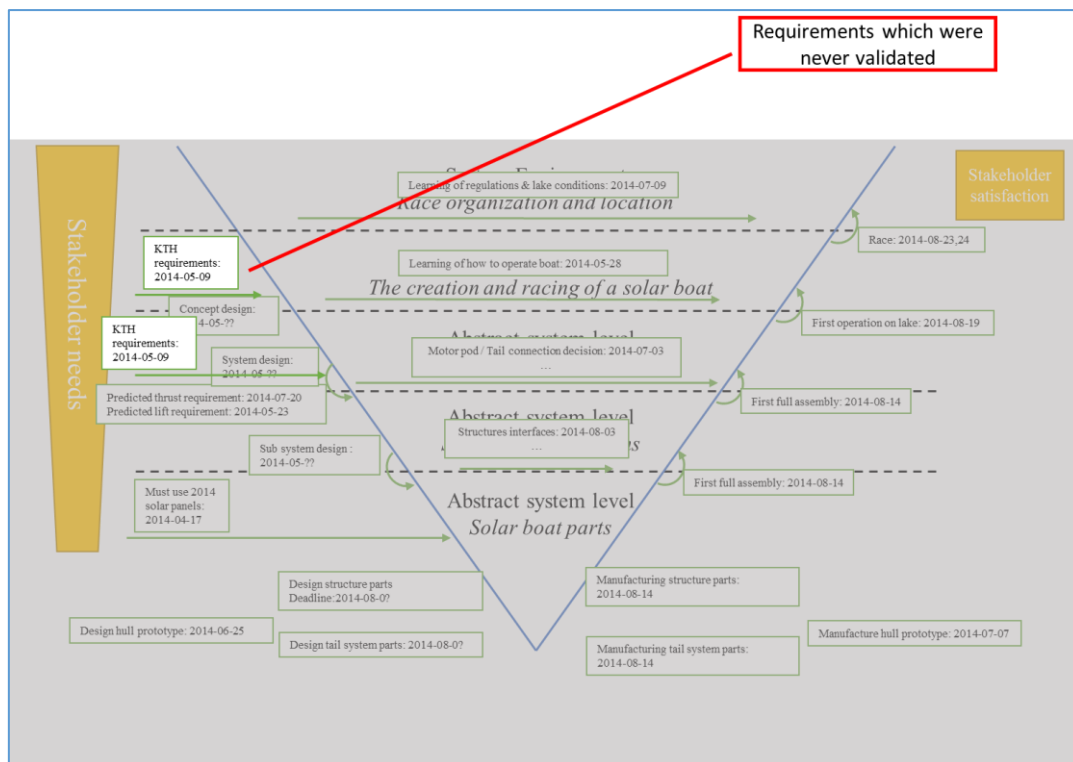 Requirements which were
never validated
Stakeholder needs
Stakeholder
satisfaction
Learning of regulations & lake conditions: 2014-07-09
Race organization and location
Race: 2014-08-23,24
KTH
requirements:
2014-05-09
Learning of how to operate boat: 2014-05-28
The creation and racing of a solar boat
Concept design:
4-05-??
First operation on lake: 2014-08-19
KTH
requirements:
2014-05-09
Abstract system level
Motor pod / Tail connection decision: 2014-07-03
...
System design:
2014-05-??
Predicted thrust requirement: 2014-07-20
Predicted lift requirement: 2014-05-23
First full assembly: 2014-08-14
Abstract system level
Structures interfaces: 2014-08-03
...
Sub system design :
2014-05-??
First full assembly: 2014-08-14
Must use 2014
solar panels:
2014-04-17
Abstract system level
Solar boat parts
Design structure parts
Deadline:2014-08-0?
Manufacturing structure parts:
2014-08-14
Design hull prototype: 2014-06-25
Design tail system parts: 2014-08-0?
Manufacturing tail system parts:
2014-08-14
Manufacture hull prototype: 2014-07-07